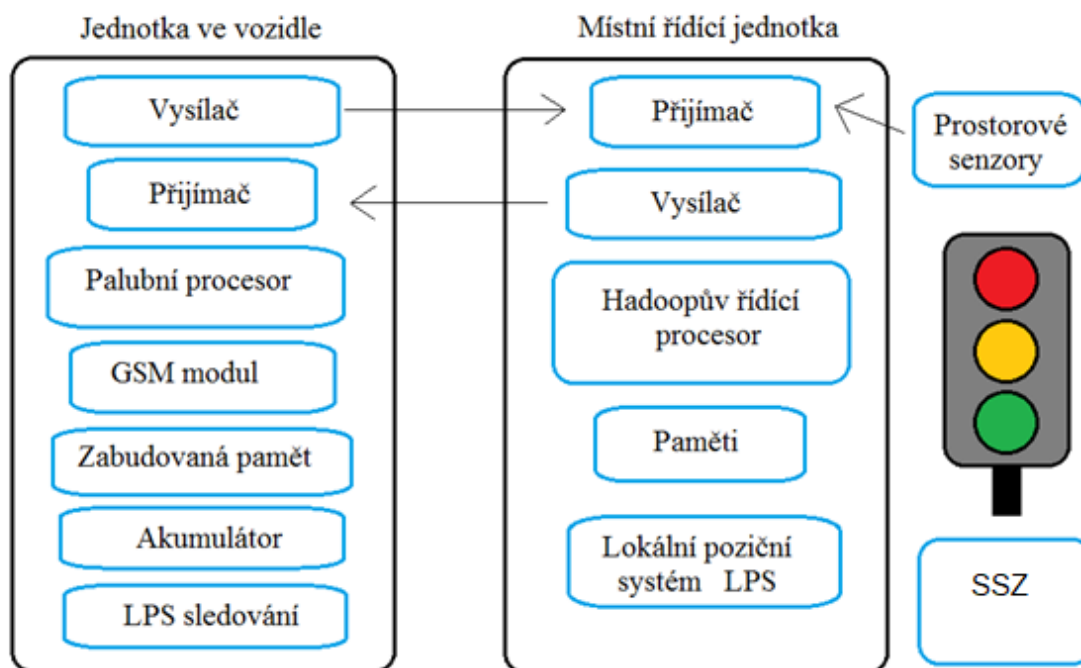 Jednotka ve vozidle
Vysílač
Přijímač
Palubní procesor
GSM modul
Zabudovaná pamět
Akumulátor
LPS sledování
Místní řídící jednotka
Přijímač
Vysílač
Hadoopův řídící
procesor
Paměti
Lokální poziční
systém LPS
Prostorové
senzory
SSZ